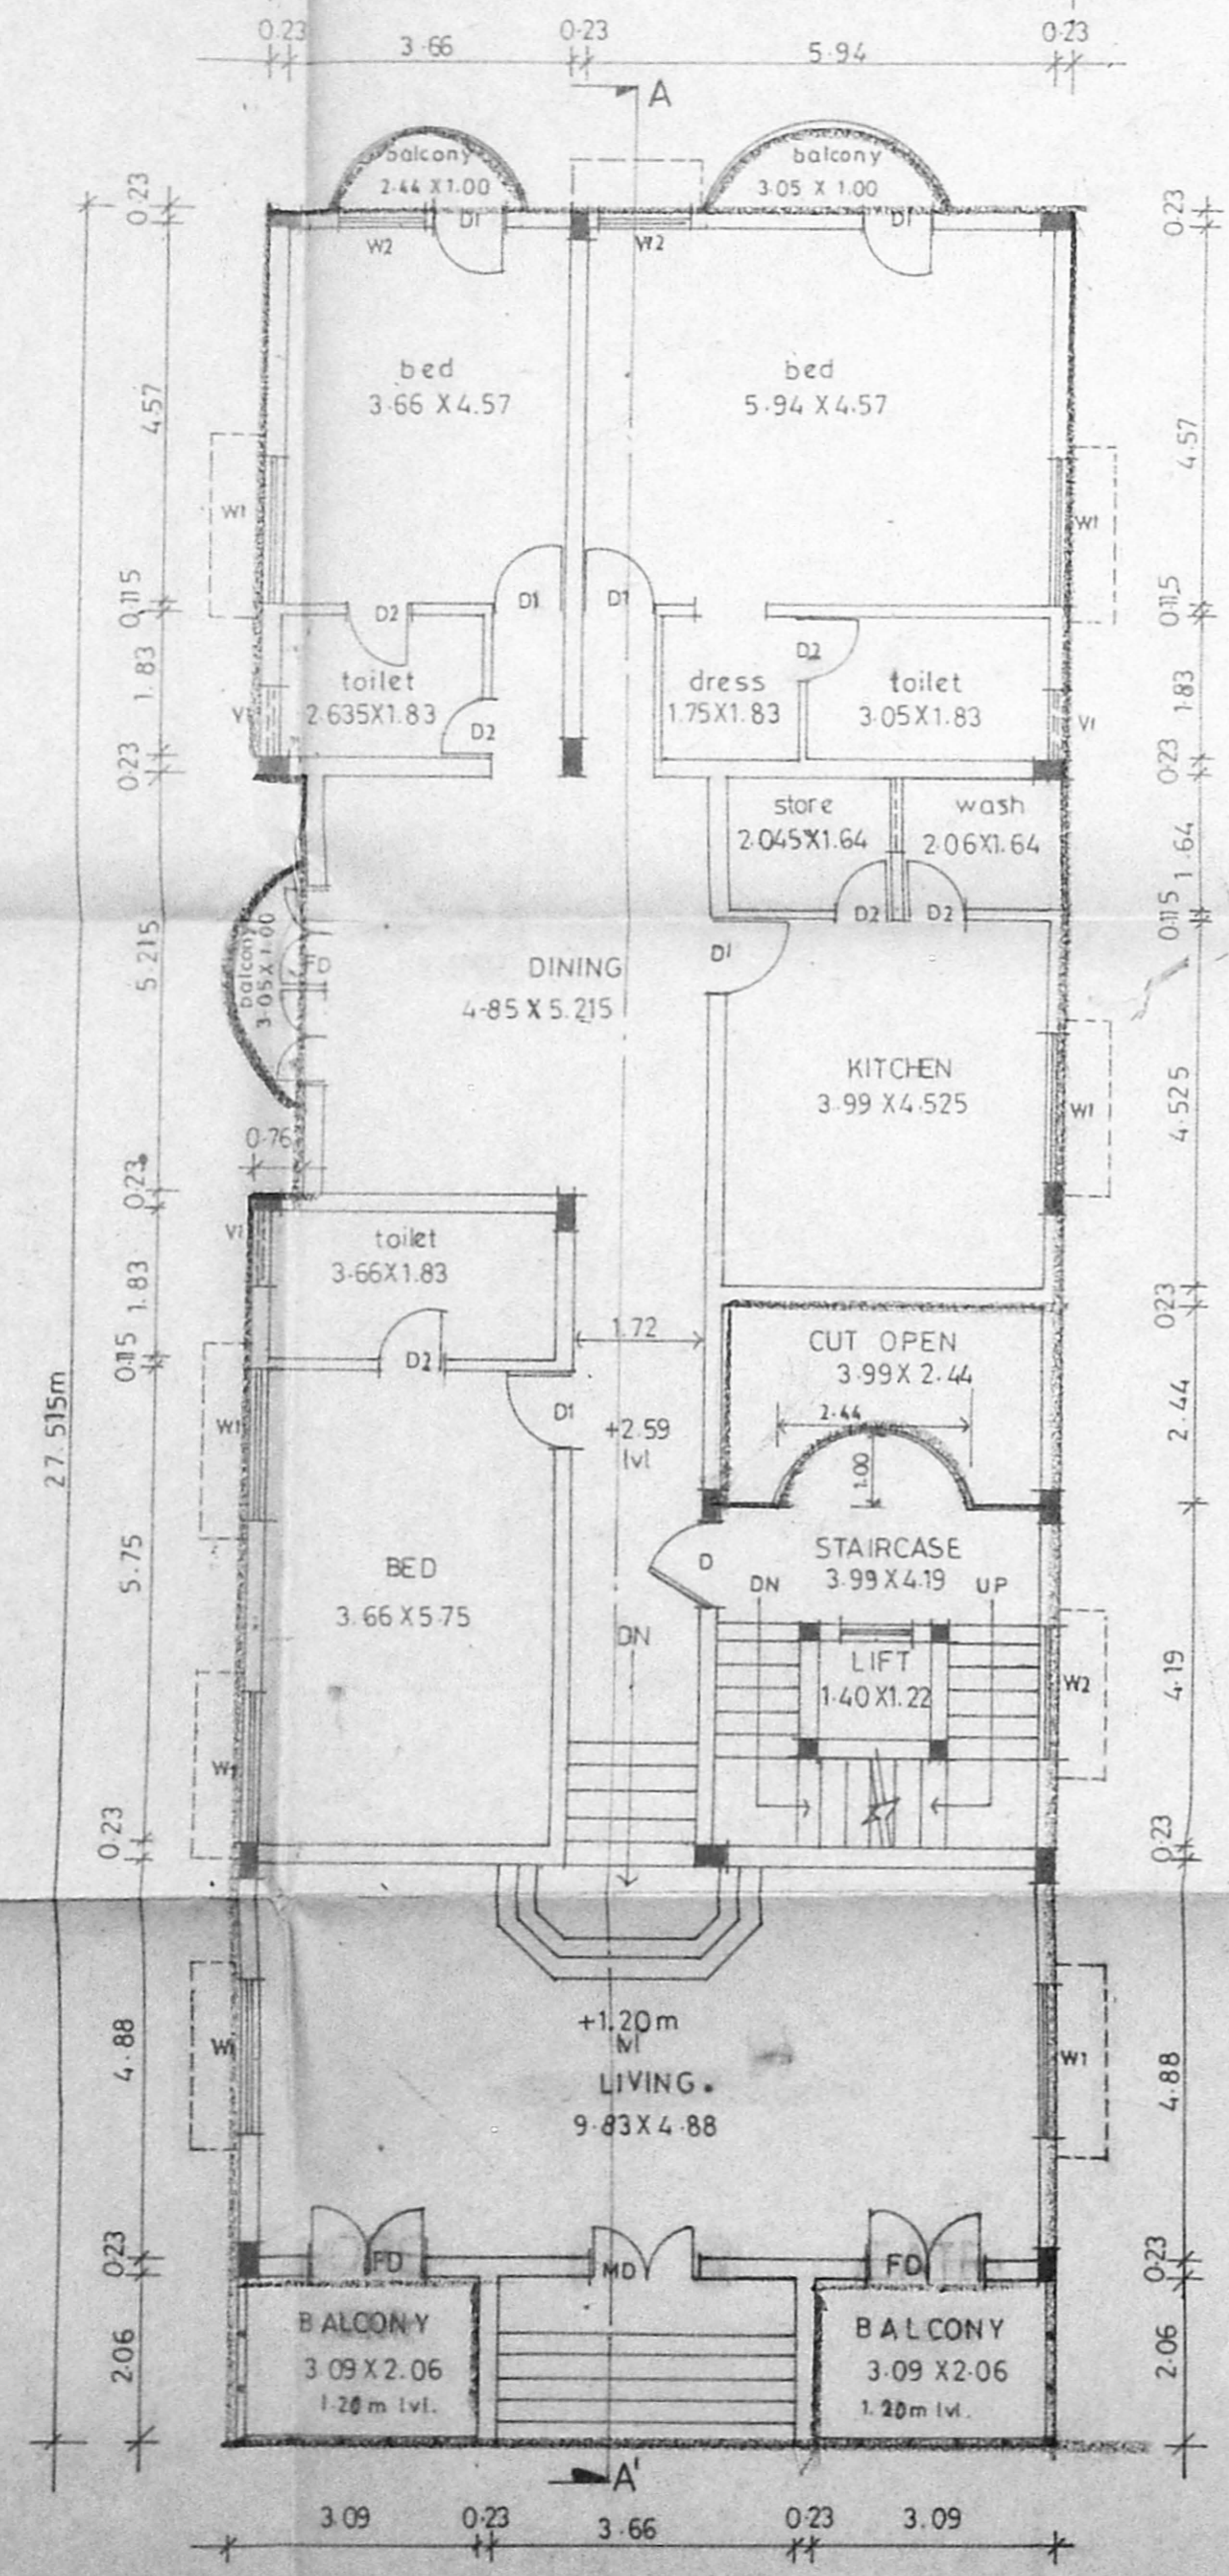 0.23
3.66
0.23
5.94
0.23
A
balcony
2.44 X 1.00
balcony
3.05 X 1.00
0.23
0.23
W2
D1
W2
D1
bed
3.66 X 4.57
bed
5.94 X 4.57
4.57
4.57
W1
W1
0.115
0.115
D2
D1
D1
D2
1.83
1.83
toilet
2.635X1.83
D2
dress
1.75X1.83
toilet
3.05X1.83
V1
V1
0.23
0.23
store
2.045X1.64
wash
2.06X1.64
1.64
0.115
D2
D2
balcony
3.05 X 1.00
FD
5.215
DINING
4.85 X 5.215
D1
KITCHEN
3.99 X 4.525
4.525
W1
0.76
0.23
V1
toilet
3.66X1.83
1.83
0.23
0.115
D2
1.72
CUT OPEN
3.99 X 2.44
2.44
1.00
2.44
W1
D1
+2.59
lvl
27.515m
5.75
BED
3.66 X 5.75
D
STAIRCASE
3.99 X 4.19
DN
UP
DN
LIFT
1.40 X1.22
W2
4.19
W1
0.23
0.23
+1.20m
lvl
LIVING.
9.83 X 4.88
4.88
4.88
W1
W1
0.23
0.23
FD
MD
FD
BALCONY
3.09 X 2.06
1.20m lvl.
BALCONY
3.09 X 2.06
1.20m lvl.
2.06
2.06
A'
3.09
0.23
3.66
0.23
3.09